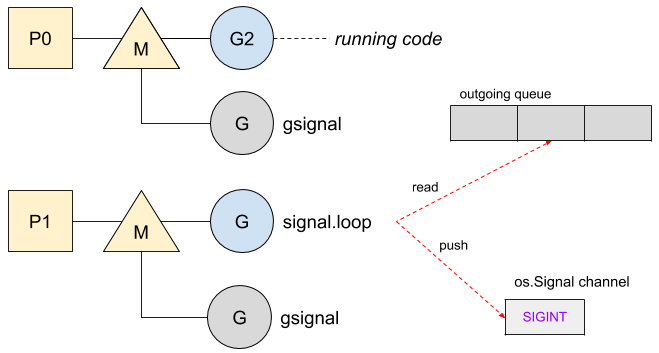 P0
M
G2
running code
G
gsignal
outgoing queue
read
P1
M
G
signal.loop
push
os.Signal channel
SIGINT
G
gsignal